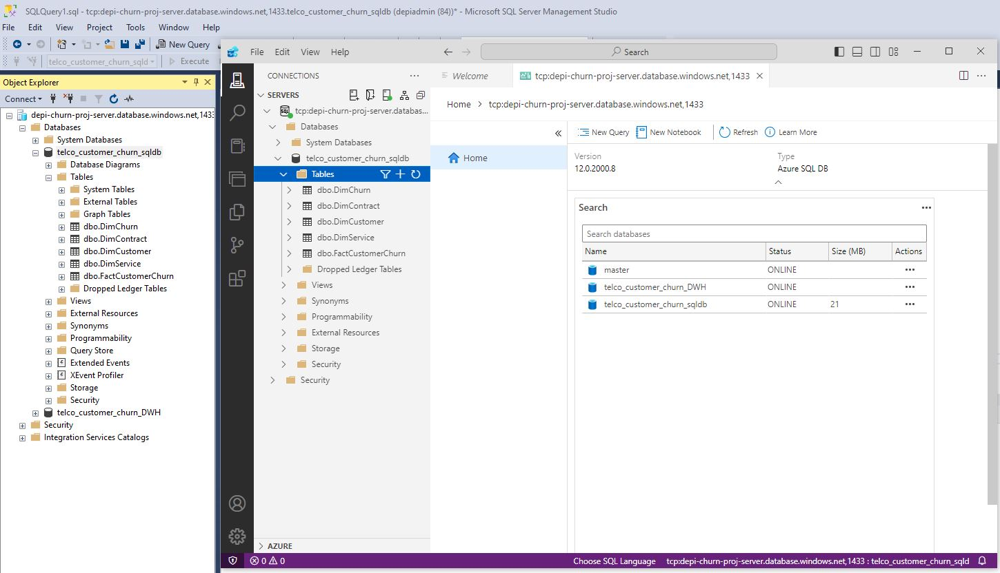 SQLQuery1.sql - tcp:depi-churn-proj-server.database.windows.net,1433.telco_customer_churn_sqldb (depiadmin (84))* - Microsoft SQL Server Management Studio
File Edit View Project Tools Window Help
New Query
telco_customer_churn_sqld
Execute
Object Explorer
Connect
depi-churn-proj-server.database.windows.net,1433
Databases
System Databases
telco_customer_churn_sqldb
Database Diagrams
Tables
System Tables
External Tables
Graph Tables
dbo.DimChurn
dbo.DimContract
dbo.DimCustomer
dbo.DimService
dbo.FactCustomerChurn
Dropped Ledger Tables
Views
External Resources
Synonyms
Programmability
Query Store
Extended Events
XEvent Profiler
Storage
Security
telco_customer_churn_DWH
Security
Integration Services Catalogs
File Edit View Help
Search
CONNECTIONS
SERVERS
SQL tcp:depi-churn-proj-server.databas...
Databases
System Databases
telco_customer_churn_sqldb
Tables
dbo.DimChurn
dbo.DimContract
dbo.DimCustomer
dbo.DimService
dbo.FactCustomerChurn
Dropped Ledger Tables
Views
Synonyms
Programmability
External Resources
Storage
Security
Security
AZURE
Welcome
tcp:depi-churn-proj-server.database.windows.net,1433
Home > tcp:depi-churn-proj-server.database.windows.net,1433
Home
New Query New Notebook Refresh Learn More
Version Type
12.0.2000.8 Azure SQL DB
Search
Search databases
Name Status Size (MB) Actions
master ONLINE
telco_customer_churn_DWH ONLINE
telco_customer_churn_sqldb ONLINE 21
0 0
Choose SQL Language tcp:depi-churn-proj-server.database.windows.net,1433 : telco_customer_churn_sqld